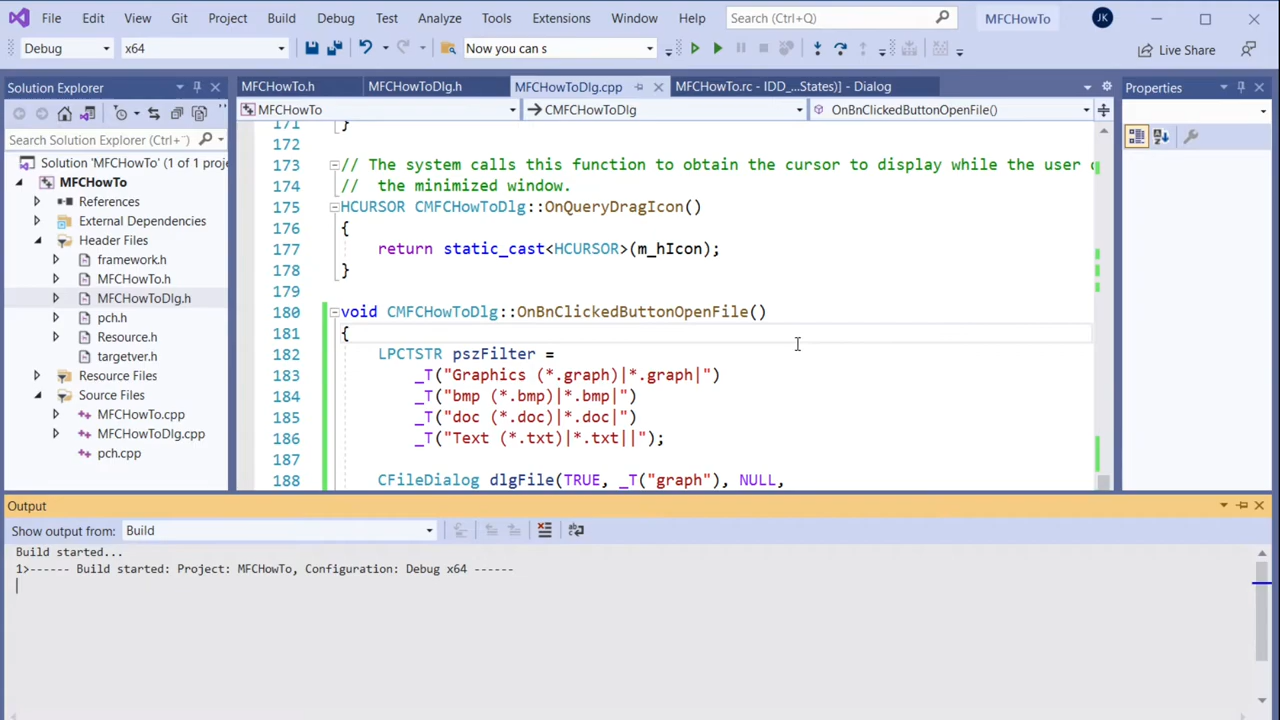 File Edit View Git Project Build Debug Test Analyze Tools Extensions Window Help Search (Ctrl+Q) MFCHowTo JK
Debug x64 Now you can s Live Share
Solution Explorer MFCHowTo.h MFCHowToDlg.h MFCHowToDlg.cpp MFCHowTo.rc - IDD_...States)] - Dialog Properties
MFCHowTo CMFCHowToDlg OnBnClickedButtonOpenFile()
Search Solution Explorer (Ctrl+¨)
Solution 'MFCHowTo' (1 of 1 proje
MFCHowTo
References
External Dependencies
Header Files
framework.h
MFCHowTo.h
MFCHowToDlg.h
pch.h
Resource.h
targetver.h
Resource Files
Source Files
MFCHowTo.cpp
MFCHowToDlg.cpp
pch.cpp
171 }
172
173 // The system calls this function to obtain the cursor to display while the user d
174 //  the minimized window.
175 HCURSOR CMFCHowToDlg::OnQueryDragIcon()
176 {
177 return static_cast<HCURSOR>(m_hIcon);
178 }
179
180 void CMFCHowToDlg::OnBnClickedButtonOpenFile()
181 {
182 LPCTSTR pszFilter =
183 _T("Graphics (*.graph)|*.graph|")
184 _T("bmp (*.bmp)|*.bmp|")
185 _T("doc (*.doc)|*.doc|")
186 _T("Text (*.txt)|*.txt||");
187
188 CFileDialog dlgFile(TRUE, _T("graph"), NULL,
Output
Show output from: Build
Build started...
1>------ Build started: Project: MFCHowTo, Configuration: Debug x64 ------